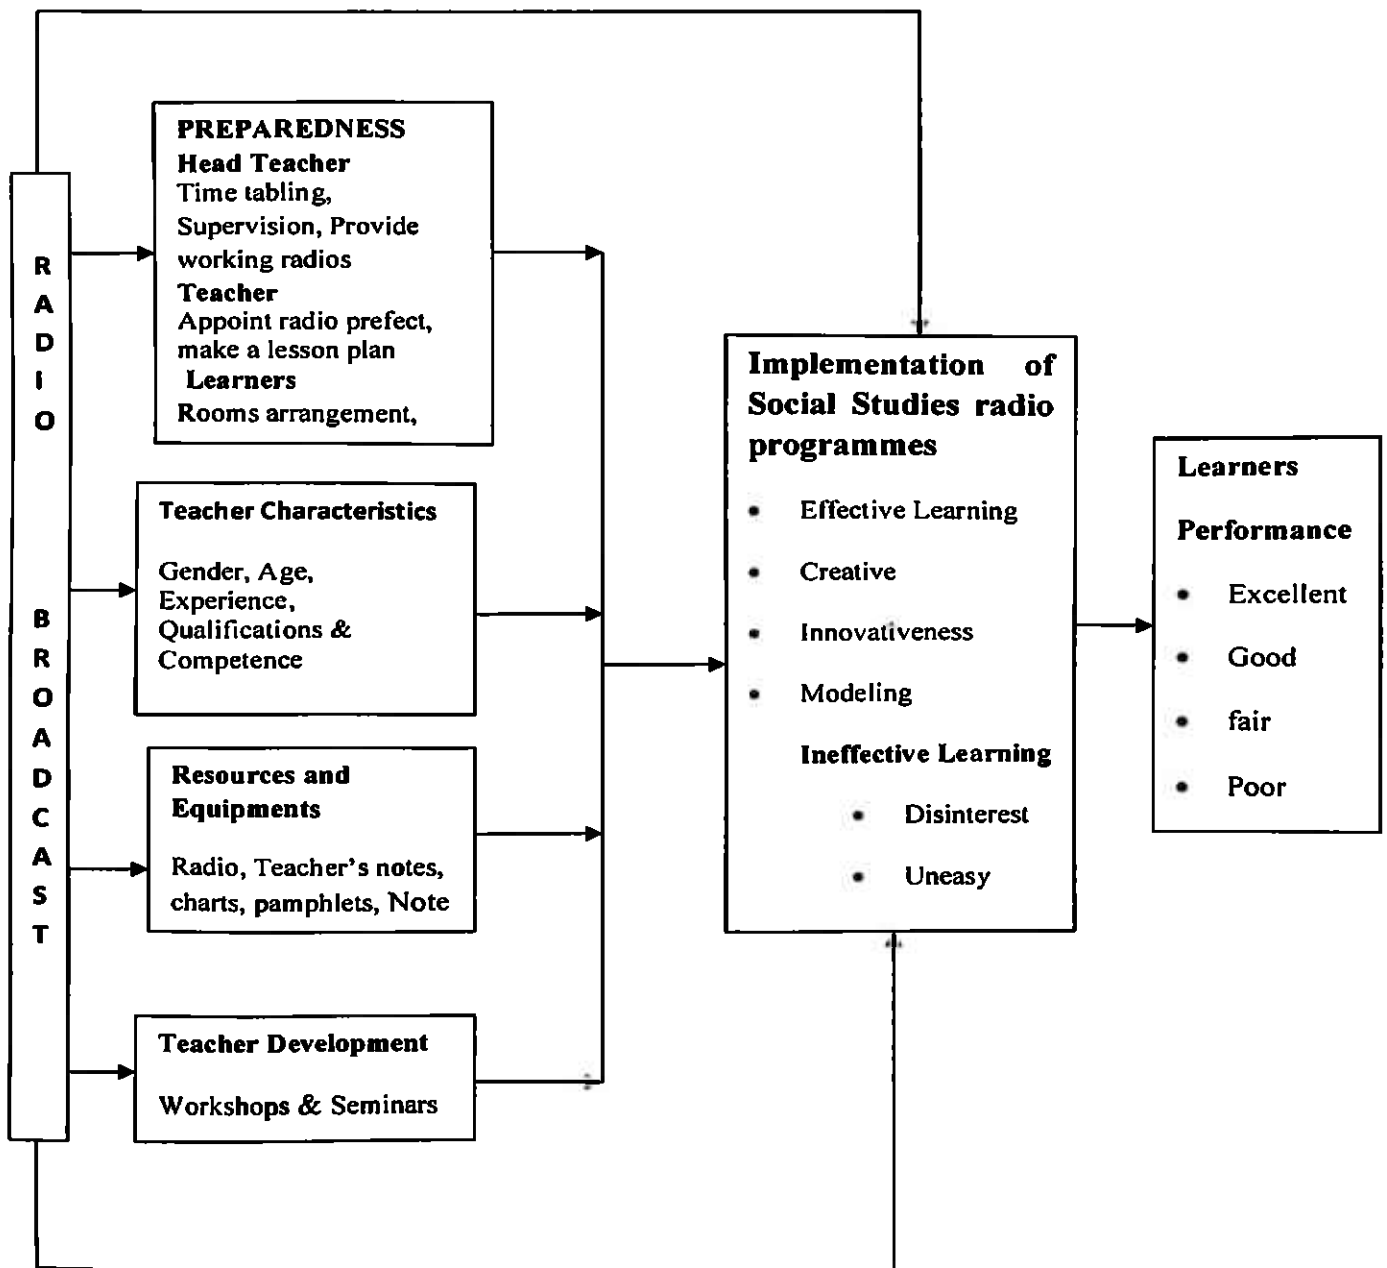 RADIO BROADCAST
PREPAREDNESS
Head Teacher
Time tabling,
Supervision, Provide
working radios
Teacher
Appoint radio prefect,
make a lesson plan
Learners
Rooms arrangement,
Teacher Characteristics
Gender, Age,
Experience,
Qualifications &
Competence
Resources and
Equipments
Radio, Teacher's notes,
charts, pamphlets, Note
Teacher Development
Workshops & Seminars
Implementation of
Social Studies radio
programmes
• Effective Learning
• Creative
• Innovativeness
• Modeling
Ineffective Learning
• Disinterest
• Uneasy
Learners
Performance
• Excellent
• Good
• fair
• Poor